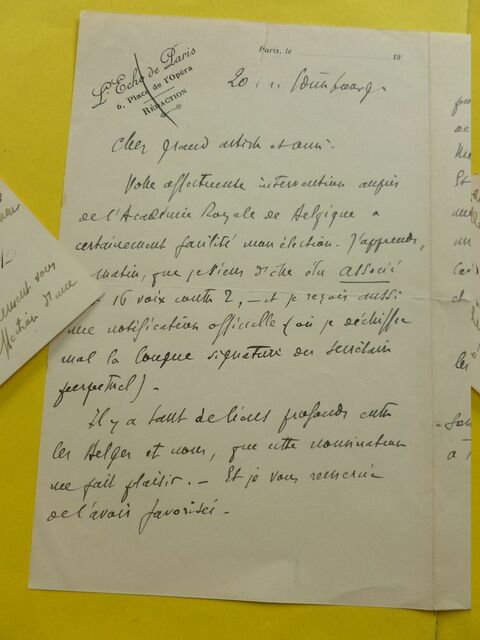 L'Echo de Paris
6, Place de l'Opéra
RÉDACTION
Paris, le 19
20
Cher grand artiste et ami.
Votre affectueuse intervention auprès
de l'Académie Royale de Belgique a
certainement facilité mon élection. J'apprends,
matin, que je viens d'être élu associé
16 voix contre 2, — et je reçois aussi
une notification officielle (où je déchiffre
mal la longue signature du secrétaire
perpétuel).
Il y a tant de liens profonds entre
les Belges et nous, que cette nomination
me fait plaisir. — Et je vous remercie
de l'avoir favorisée.